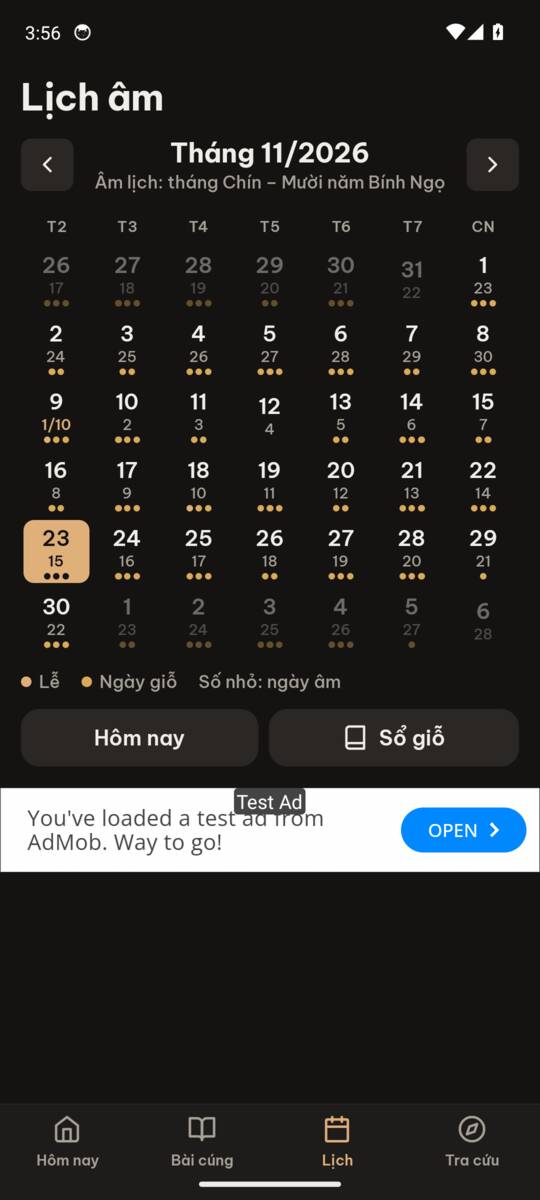 3:56
Lịch âm
Tháng 11/2026
Âm lịch: tháng Chín – Mười năm Bính Ngọ
T2 T3 T4 T5 T6 T7 CN
26 27 28 29 30 31 1
17 18 19 20 21 22 23
2 3 4 5 6 7 8
24 25 26 27 28 29 30
9 10 11 12 13 14 15
1/10 2 3 4 5 6 7
16 17 18 19 20 21 22
8 9 10 11 12 13 14
23 24 25 26 27 28 29
15 16 17 18 19 20 21
30 1 2 3 4 5 6
22 23 24 25 26 27 28
Lễ Ngày giỗ Số nhỏ: ngày âm
Hôm nay Sổ giỗ
Test Ad
You've loaded a test ad from
AdMob. Way to go!
OPEN
Hôm nay Bài cúng Lịch Tra cứu